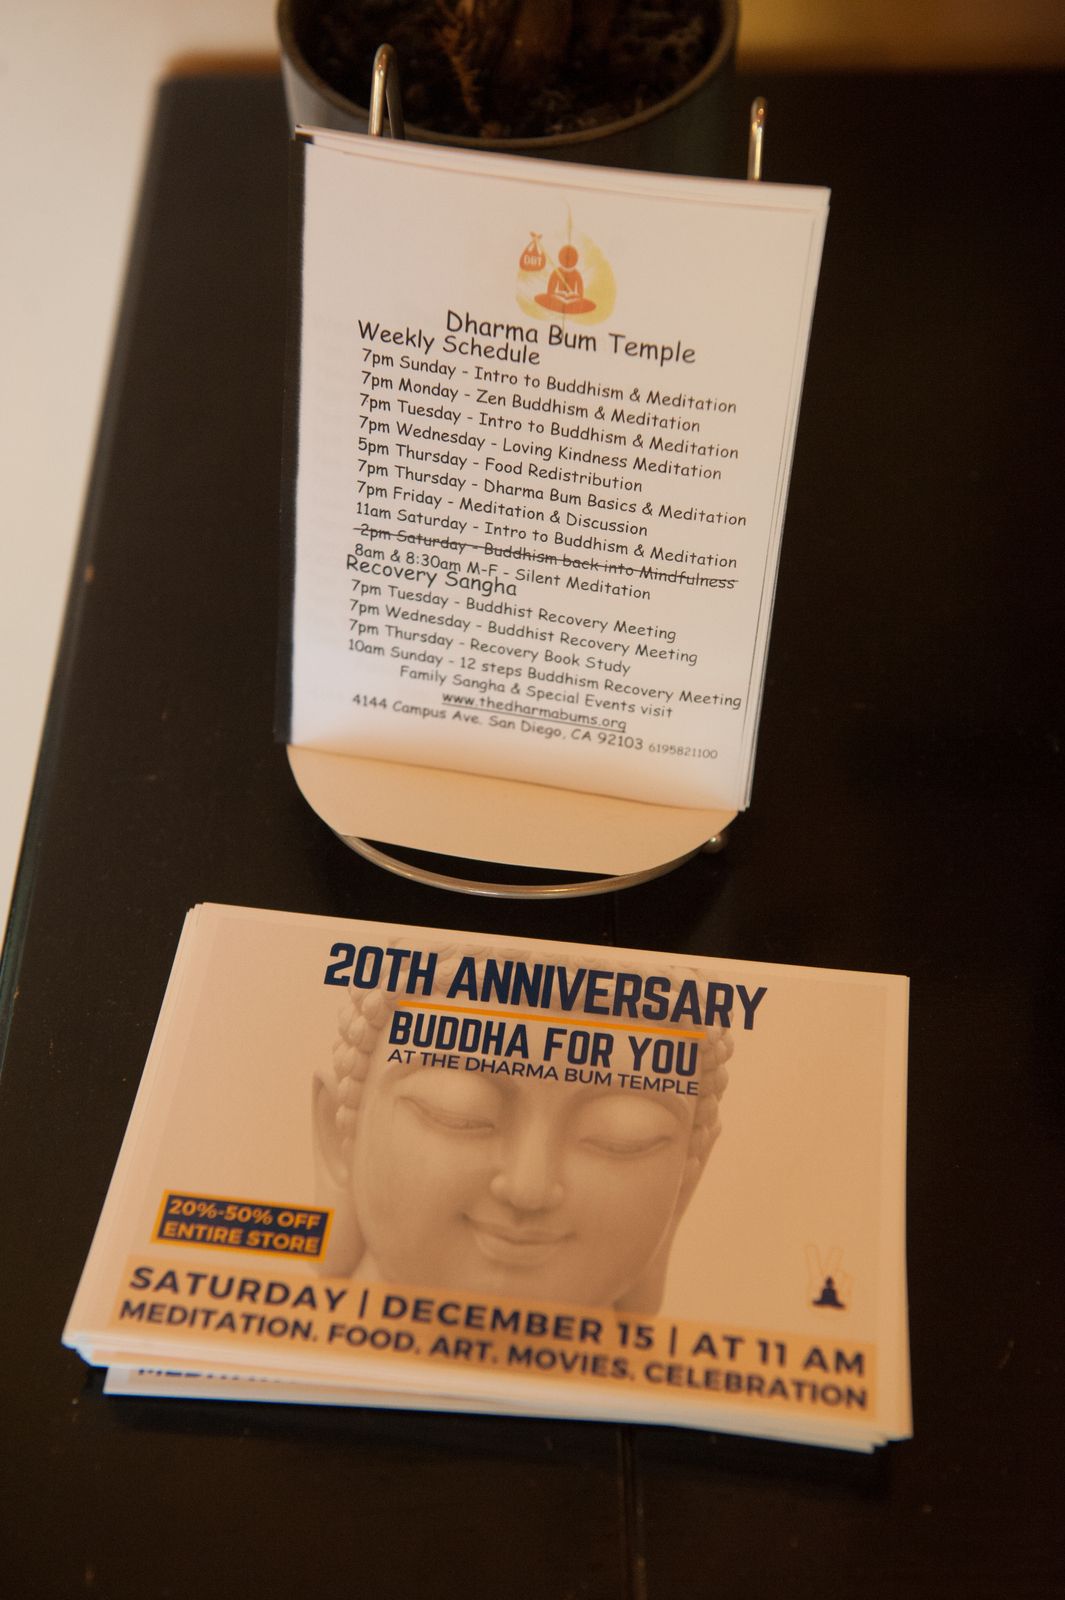 DBT
Dharma Bum Temple
Weekly Schedule
7pm Sunday - Intro to Buddhism & Meditation
7pm Monday - Zen Buddhism & Meditation
7pm Tuesday - Intro to Buddhism & Meditation
7pm Wednesday - Loving Kindness Meditation
5pm Thursday - Food Redistribution
7pm Thursday - Dharma Bum Basics & Meditation
7pm Friday - Meditation & Discussion
11am Saturday - Intro to Buddhism & Meditation
2pm Saturday - Buddhism back into Mindfulness
8am & 8:30am M-F - Silent Meditation
Recovery Sangha
7pm Tuesday - Buddhist Recovery Meeting
7pm Wednesday - Buddhist Recovery Meeting
7pm Thursday - Recovery Book Study
10am Sunday - 12 steps Buddhism Recovery Meeting
Family Sangha & Special Events visit
www.thedharmabums.org
4144 Campus Ave. San Diego, CA 92103 6195821100
20TH ANNIVERSARY
BUDDHA FOR YOU
AT THE DHARMA BUM TEMPLE
20%-50% OFF
ENTIRE STORE
SATURDAY | DECEMBER 15 | AT 11 AM
MEDITATION. FOOD. ART. MOVIES. CELEBRATION